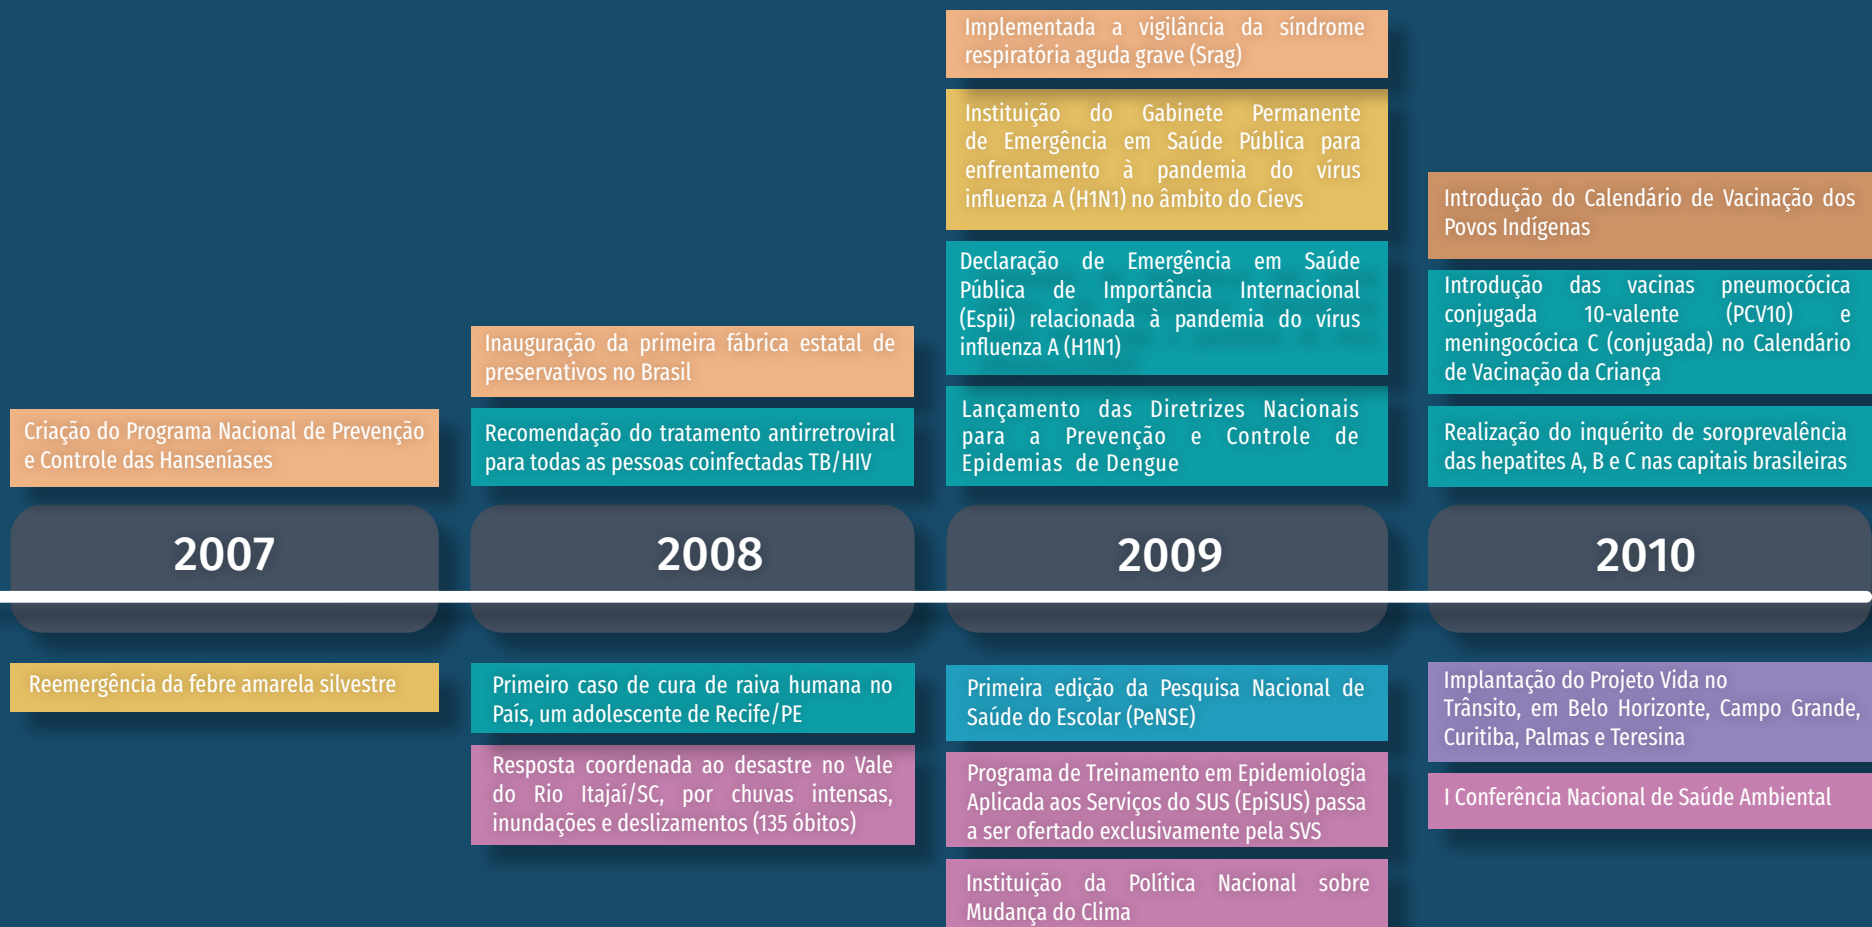 Criação do Programa Nacional de Prevenção
e Controle das Hanseníases
2007
Reemergência da febre amarela silvestre
Inauguração da primeira fábrica estatal de
preservativos no Brasil
Recomendação do tratamento antirretroviral
para todas as pessoas coinfectadas TB/HIV
2008
Primeiro caso de cura de raiva humana no
País, um adolescente de Recife/PE
Resposta coordenada ao desastre no Vale
do Rio Itajaí/SC, por chuvas intensas,
inundações e deslizamentos (135 óbitos)
Implementada a vigilância da síndrome
respiratória aguda grave (Srag)
Instituição do Gabinete Permanente
de Emergência em Saúde Pública para
enfrentamento à pandemia do vírus
influenza A (H1N1) no âmbito do Cievs
Declaração de Emergência em Saúde
Pública de Importância Internacional
(Espii) relacionada à pandemia do vírus
influenza A (H1N1)
Lançamento das Diretrizes Nacionais
para a Prevenção e Controle de
Epidemias de Dengue
2009
Primeira edição da Pesquisa Nacional de
Saúde do Escolar (PeNSE)
Programa de Treinamento em Epidemiologia
Aplicada aos Serviços do SUS (EpiSUS) passa
a ser ofertado exclusivamente pela SVS
Instituição da Política Nacional sobre
Mudança do Clima
Introdução do Calendário de Vacinação dos
Povos Indígenas
Introdução das vacinas pneumocócica
conjugada 10-valente (PCV10) e
meningocócica C (conjugada) no Calendário
de Vacinação da Criança
Realização do inquérito de soroprevalência
das hepatites A, B e C nas capitais brasileiras
2010
Implantação do Projeto Vida no
Trânsito, em Belo Horizonte, Campo Grande,
Curitiba, Palmas e Teresina
I Conferência Nacional de Saúde Ambiental